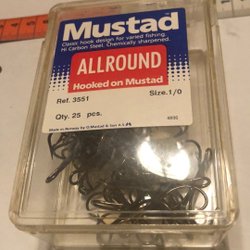 Mustad
Classic hook design for varied fishing.
Hi Carbon Steel. Chemically sharpened.
ALLROUND
Hooked on Mustad
Ref. 3551
Size. 1/0
Qty. 25 pcs.
Made in Norway by O. Mustad & Son A.S